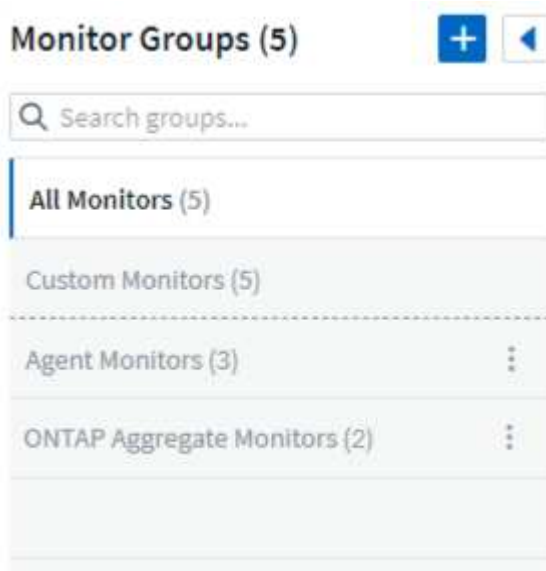 Monitor Groups (5)
Search groups...
All Monitors (5)
Custom Monitors (5)
Agent Monitors (3)
ONTAP Aggregate Monitors (2)